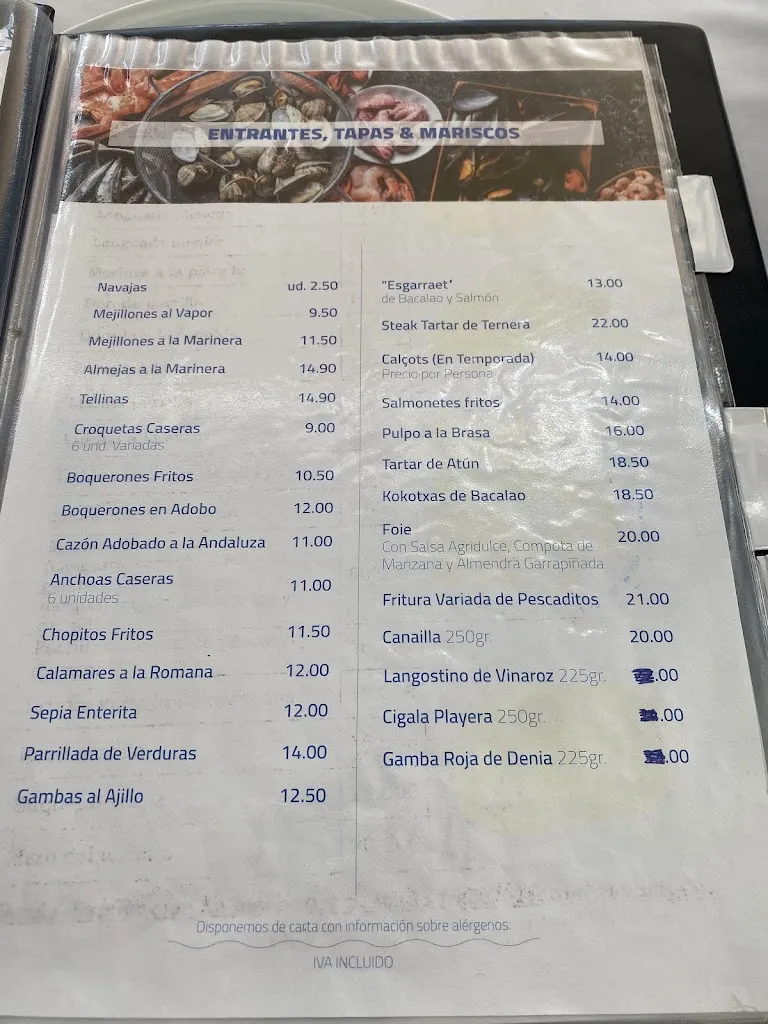 ENTRANTES, TAPAS & MARISCOS
Navajas ud. 2.50
Mejillones al Vapor 9.50
Mejillones a la Marinera 11.50
Almejas a la Marinera 14.90
Tellinas 14.90
Croquetas Caseras 9.00
6 und. Variadas
Boquerones Fritos 10.50
Boquerones en Adobo 12.00
Cazón Adobado a la Andaluza 11.00
Anchoas Caseras 11.00
6 unidades
Chopitos Fritos 11.50
Calamares a la Romana 12.00
Sepia Enterita 12.00
Parrillada de Verduras 14.00
Gambas al Ajillo 12.50
"Esgarraet" 13.00
de Bacalao y Salmón
Steak Tartar de Ternera 22.00
Calçots (En Temporada) 14.00
Precio por Persona
Salmonetes fritos 14.00
Pulpo a la Brasa 16.00
Tartar de Atún 18.50
Kokotxas de Bacalao 18.50
Foie 20.00
Con Salsa Agridulce, Compota de
Manzana y Almendra Garrapiñada
Fritura Variada de Pescaditos 21.00
Canailla 250gr. 20.00
Langostino de Vinaroz 225gr. .00
Cigala Playera 250gr. .00
Gamba Roja de Denia 225gr. .00
Disponemos de carta con información sobre alérgenos.
IVA INCLUIDO